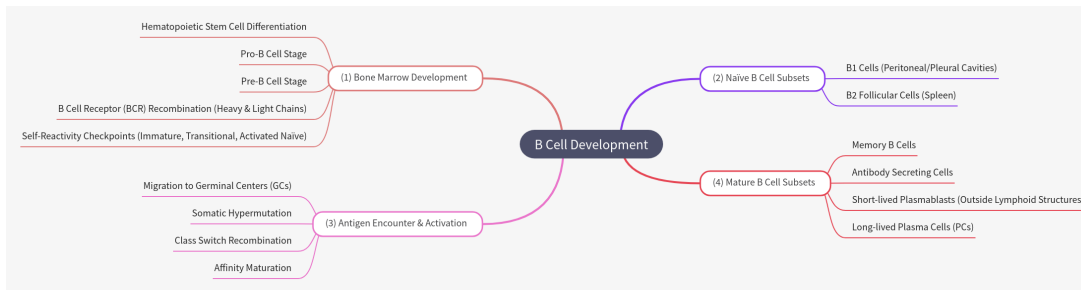 Hematopoietic Stem Cell Differentiation
Pro-B Cell Stage
Pre-B Cell Stage
B Cell Receptor (BCR) Recombination (Heavy & Light Chains)
Self-Reactivity Checkpoints (Immature, Transitional, Activated Naïve)
(1) Bone Marrow Development
Migration to Germinal Centers (GCs)
Somatic Hypermutation
Class Switch Recombination
Affinity Maturation
(3) Antigen Encounter & Activation
B Cell Development
(2) Naïve B Cell Subsets
B1 Cells (Peritoneal/Pleural Cavities)
B2 Follicular Cells (Spleen)
(4) Mature B Cell Subsets
Memory B Cells
Antibody Secreting Cells
Short-lived Plasmablasts (Outside Lymphoid Structures
Long-lived Plasma Cells (PCs)